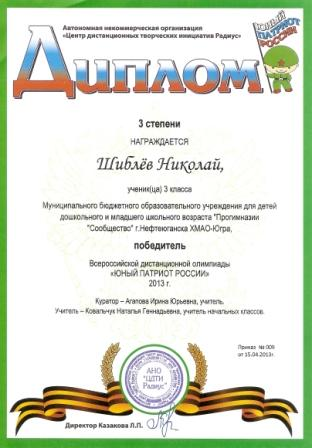 Автономная некоммерческая организация
«Центр дистанционных творческих инициатив Радиус»
ЮНЫЙ
ПАТРИОТ
РОССИИ
ДИПЛОМ
3 степени
НАГРАЖДАЕТСЯ
Шиблёв Николай,
ученик(ца) 3 класса
Муниципального бюджетного образовательного учреждения для детей
дошкольного и младшего школьного возраста "Прогимназии
"Сообщество" г.Нефтеюганска ХМАО-Югра,
победитель
Всероссийской дистанционной олимпиады
«ЮНЫЙ ПАТРИОТ РОССИИ»
2013 г.
Куратор – Агапова Ирина Юрьевна, учитель.
Учитель – Ковальчук Наталья Геннадьевна, учитель начальных классов.
Приказ № 009
от 15.04.2013г.
АНО
"ЦДТИ
Радиус"
Директор Казакова Л.П.